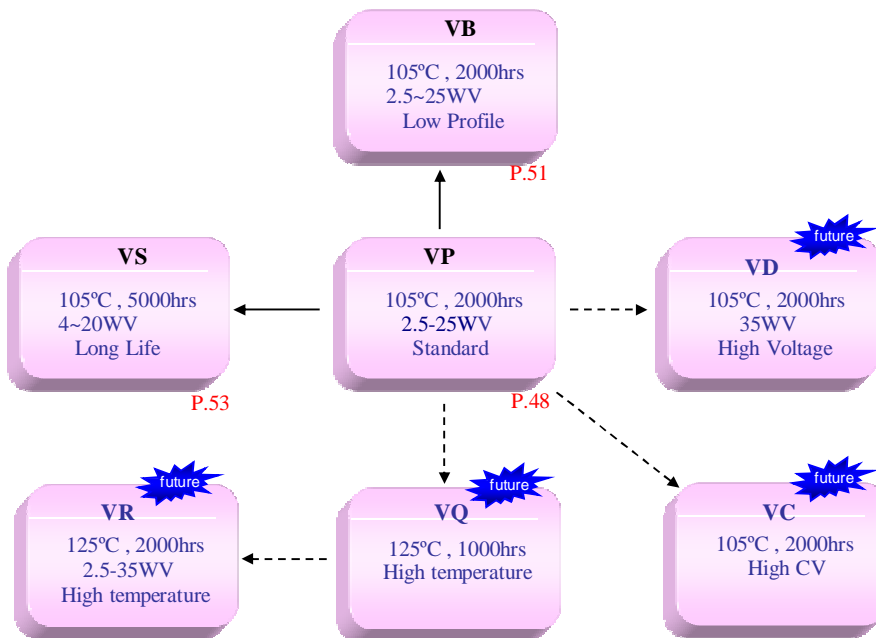 VB
105ºC , 2000hrs
2.5~25WV
Low Profile
P.51
VS
105ºC , 5000hrs
4~20WV
Long Life
P.53
VP
105ºC , 2000hrs
2.5-25WV
Standard
P.48
future
VD
105ºC , 2000hrs
35WV
High Voltage
future
VR
125ºC , 2000hrs
2.5-35WV
High temperature
future
VQ
125ºC , 1000hrs
High temperature
future
VC
105ºC , 2000hrs
High CV